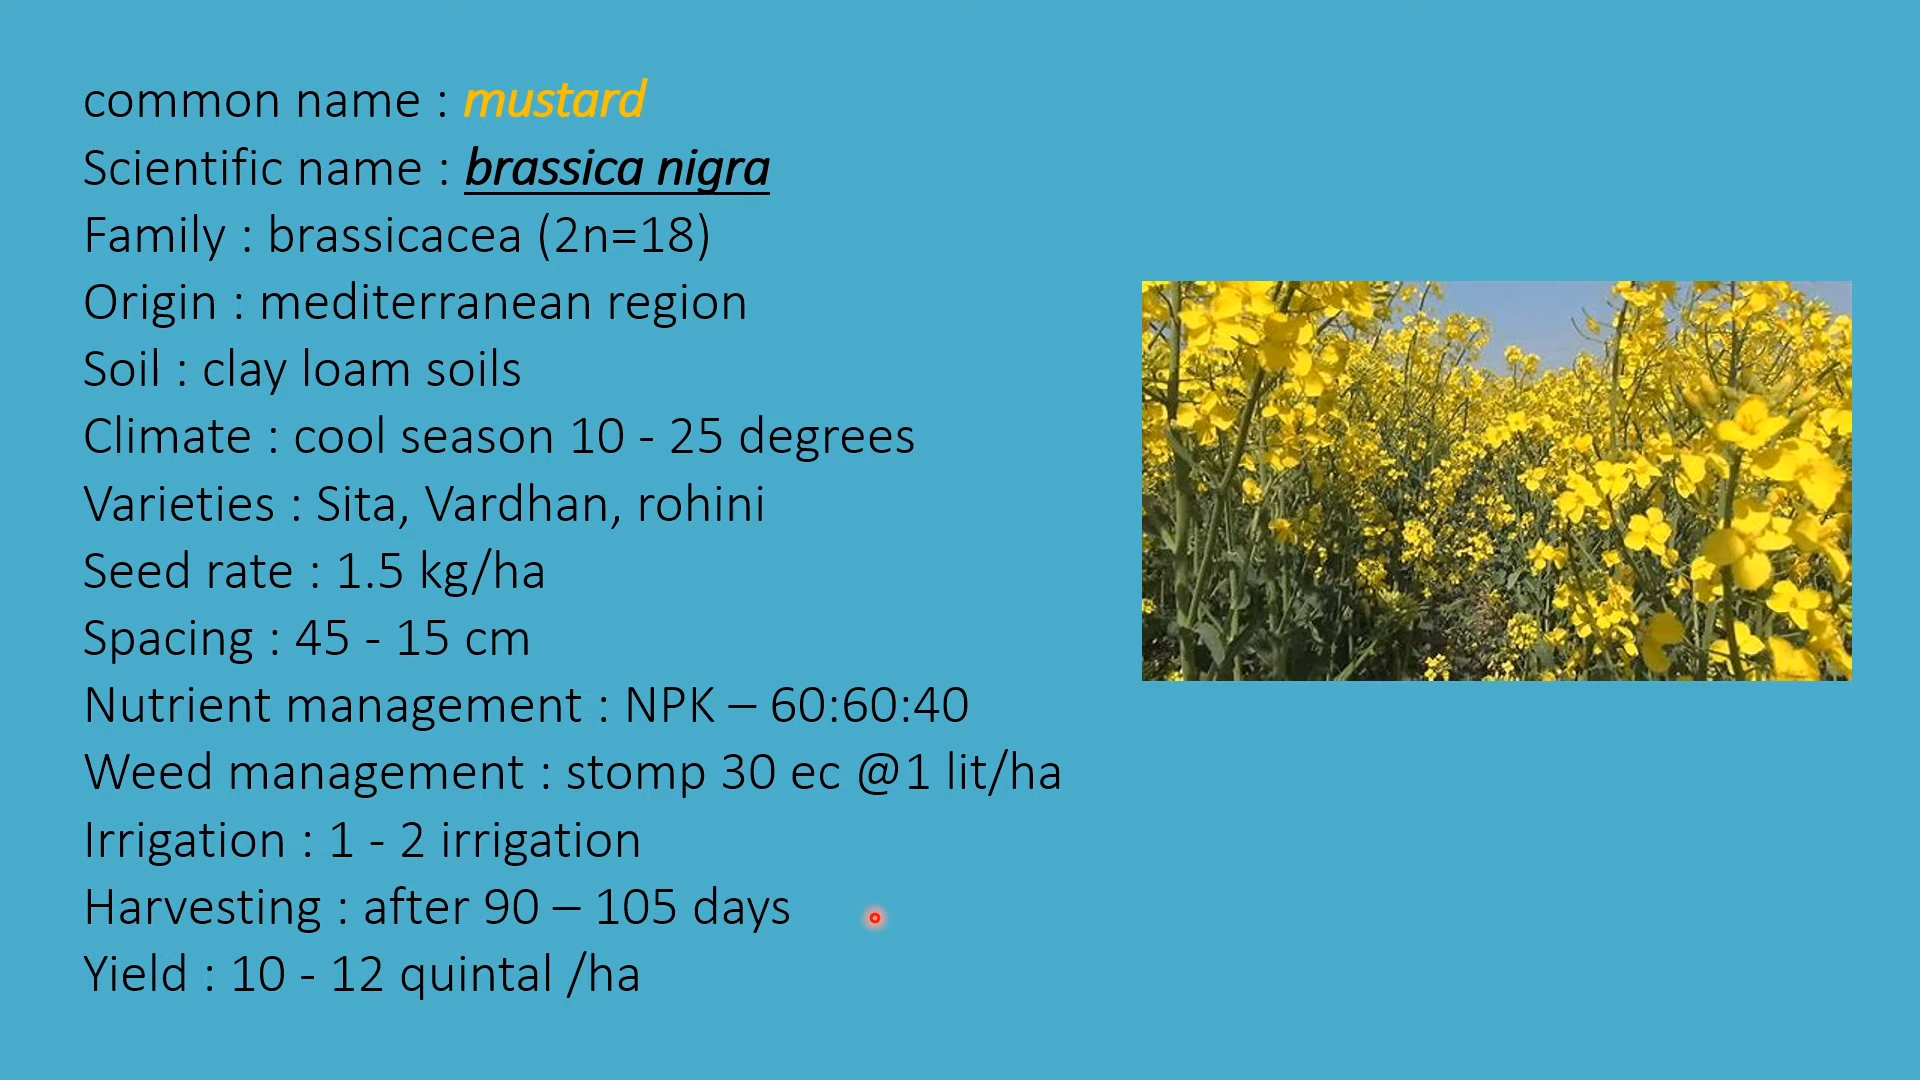 common name : mustard
Scientific name : brassica nigra
Family : brassicacea (2n=18)
Origin : mediterranean region
Soil : clay loam soils
Climate : cool season 10 - 25 degrees
Varieties : Sita, Vardhan, rohini
Seed rate : 1.5 kg/ha
Spacing : 45 - 15 cm
Nutrient management : NPK – 60:60:40
Weed management : stomp 30 ec @1 lit/ha
Irrigation : 1 - 2 irrigation
Harvesting : after 90 – 105 days
Yield : 10 - 12 quintal /ha